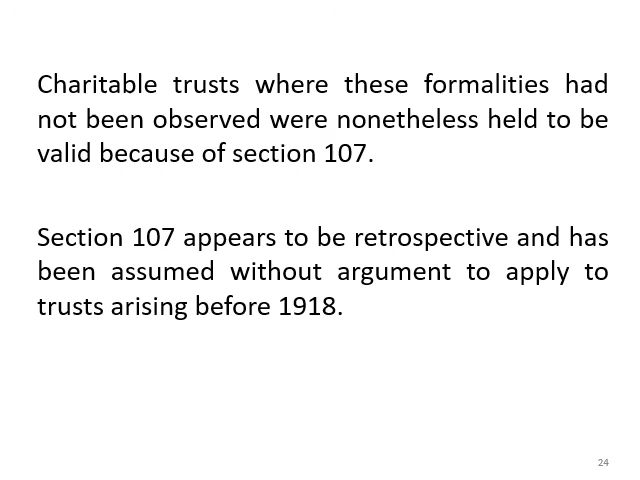 Charitable trusts where these formalities had
not been observed were nonetheless held to be
valid because of section 107.
Section 107 appears to be retrospective and has
been assumed without argument to apply to
trusts arising before 1918.
24